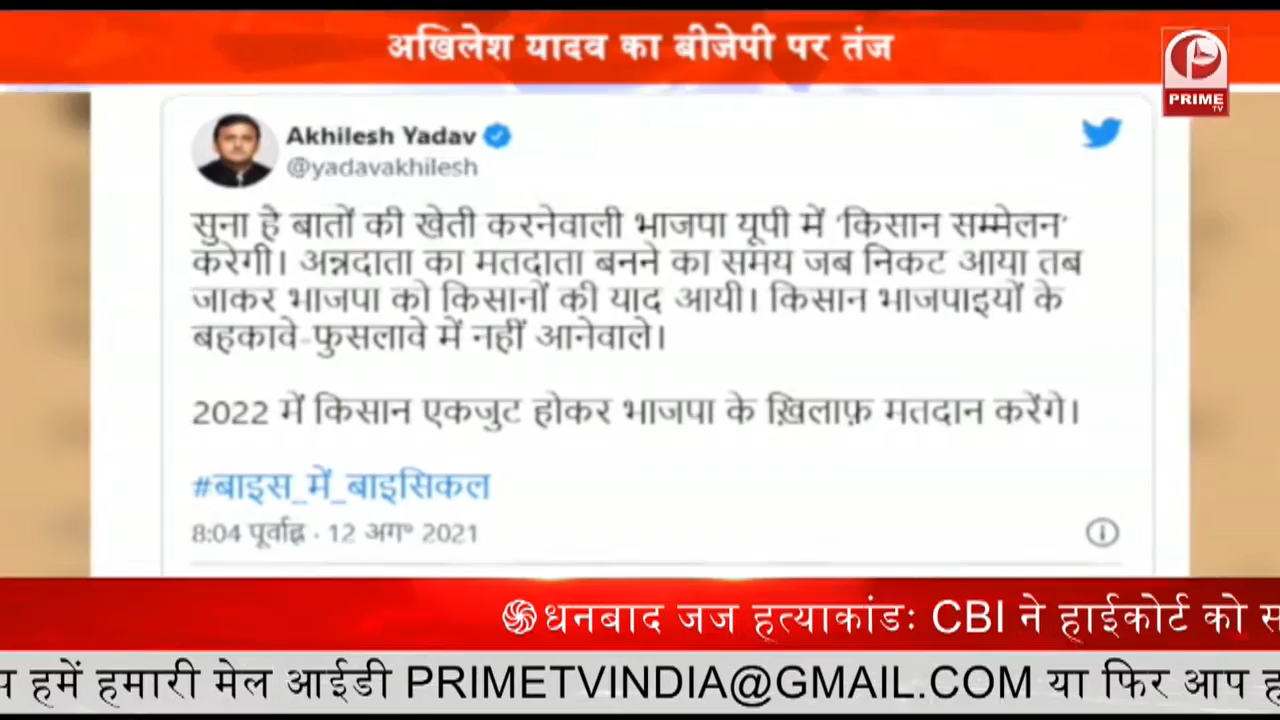 अखिलेश यादव का बीजेपी पर तंज
PRIME
TV
Akhilesh Yadav
@yadavakhilesh
सुना है बातों की खेती करनेवाली भाजपा यूपी में ‘किसान सम्मेलन’
करेगी। अन्नदाता का मतदाता बनने का समय जब निकट आया तब
जाकर भाजपा को किसानों की याद आयी। किसान भाजपाइयों के
बहकावे-फुसलावे में नहीं आनेवाले।
2022 में किसान एकजुट होकर भाजपा के ख़िलाफ़ मतदान करेंगे।
#बाइस_में_बाइसिकल
8:04 पूर्वाह्न · 12 अग॰ 2021
धनबाद जज हत्याकांडः CBI ने हाईकोर्ट को
हमें हमारी मेल आईडी PRIMETVINDIA@GMAIL.COM या फिर आप